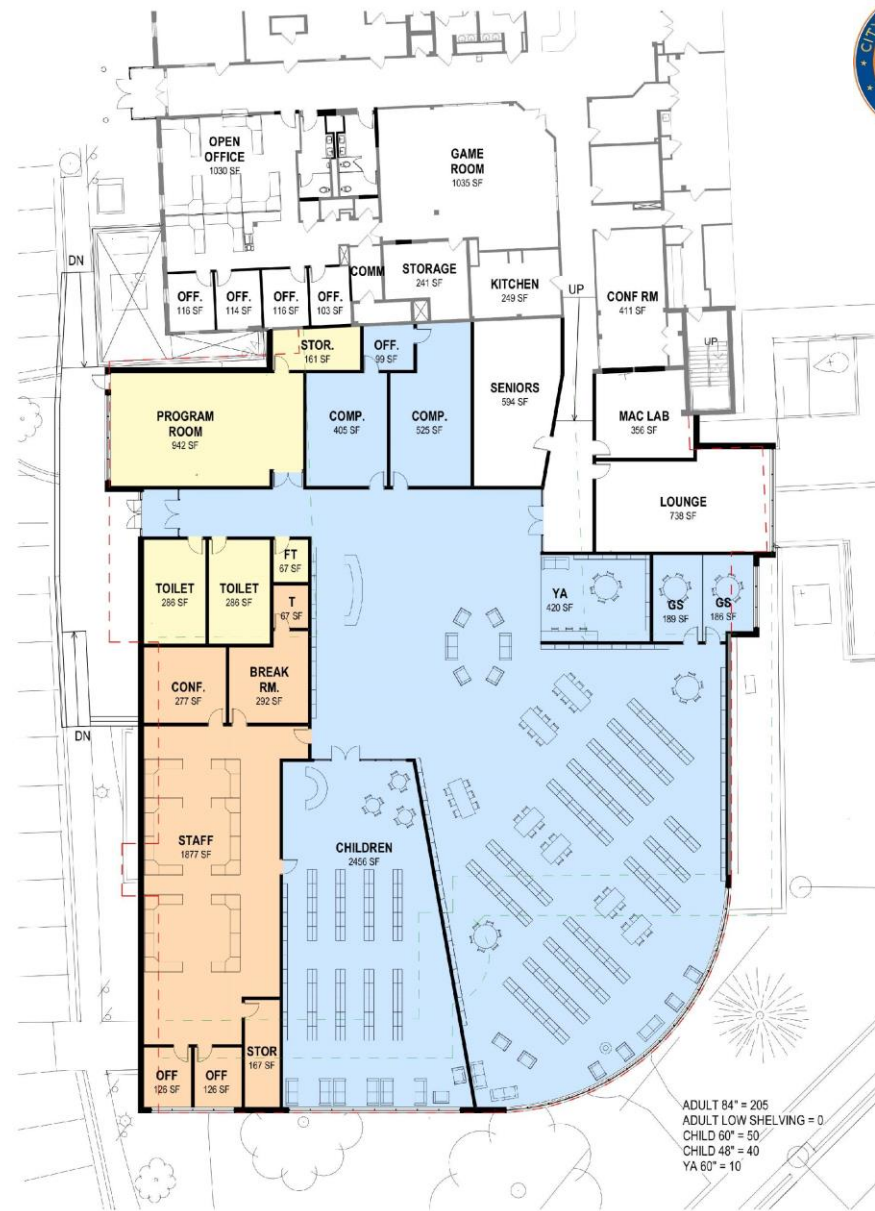 CITY
OPEN
OFFICE
1030 SF
GAME
ROOM
1035 SF
DN
COMM
STORAGE
241 SF
KITCHEN
249 SF
UP
CONF RM
411 SF
OFF.
116 SF
OFF.
114 SF
OFF.
116 SF
OFF.
103 SF
UP
STOR.
161 SF
OFF.
99 SF
PROGRAM
ROOM
942 SF
COMP.
405 SF
COMP.
525 SF
SENIORS
594 SF
MAC LAB
356 SF
LOUNGE
738 SF
TOILET
286 SF
TOILET
286 SF
FT
67 SF
T
67 SF
YA
420 SF
GS
189 SF
GS
186 SF
CONF.
277 SF
BREAK
RM.
292 SF
DN
STAFF
1877 SF
CHILDREN
2456 SF
OFF
126 SF
OFF
126 SF
STOR
167 SF
ADULT 84" = 205
ADULT LOW SHELVING = 0
CHILD 60" = 50
CHILD 48" = 40
YA 60" = 10